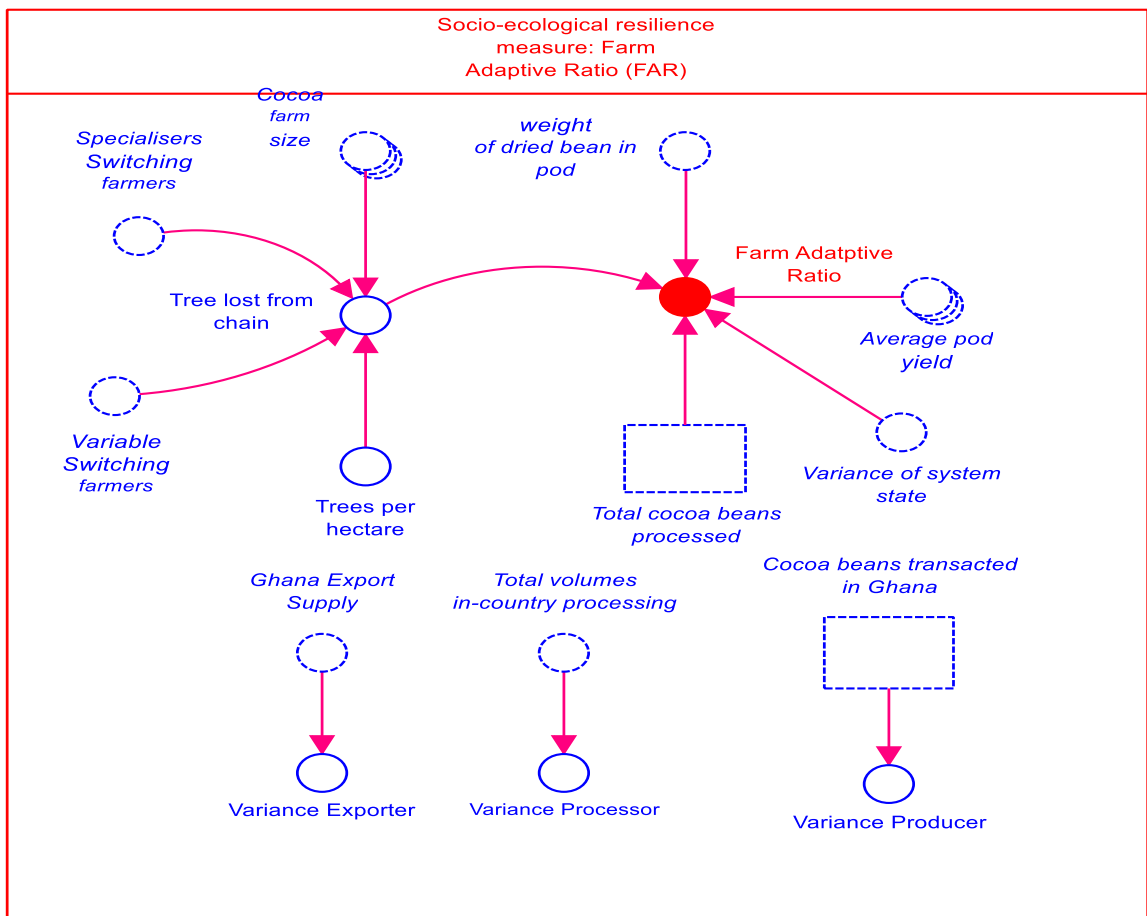 Socio-ecological resilience
measure: Farm
Adaptive Ratio (FAR)
Cocoa
farm
size
Specialisers
Switching
farmers
weight
of dried bean in
pod
Farm Adatptive
Ratio
Tree lost from
chain
Average pod
yield
Variable
Switching
farmers
Trees per
hectare
Total cocoa beans
processed
Variance of system
state
Ghana Export
Supply
Total volumes
in-country processing
Cocoa beans transacted
in Ghana
Variance Exporter
Variance Processor
Variance Producer